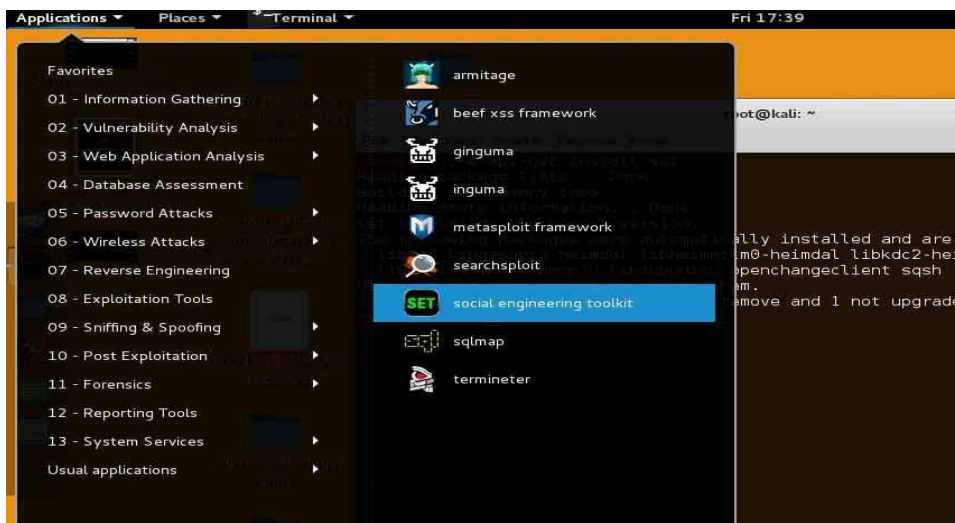 Applications Places Terminal Fri 17:39
Favorites
01 - Information Gathering
02 - Vulnerability Analysis
03 - Web Application Analysis
04 - Database Assessment
05 - Password Attacks
06 - Wireless Attacks
07 - Reverse Engineering
08 - Exploitation Tools
09 - Sniffing & Spoofing
10 - Post Exploitation
11 - Forensics
12 - Reporting Tools
13 - System Services
Usual applications
armitage
beef xss framework
ginguma
inguma
metasploit framework
searchsploit
SET social engineering toolkit
sqlmap
termineter
root@kali: ~
ally installed and are
m0-heimdal libkdc2-hei
openchangeclient sqsh
em.
emove and 1 not upgrade